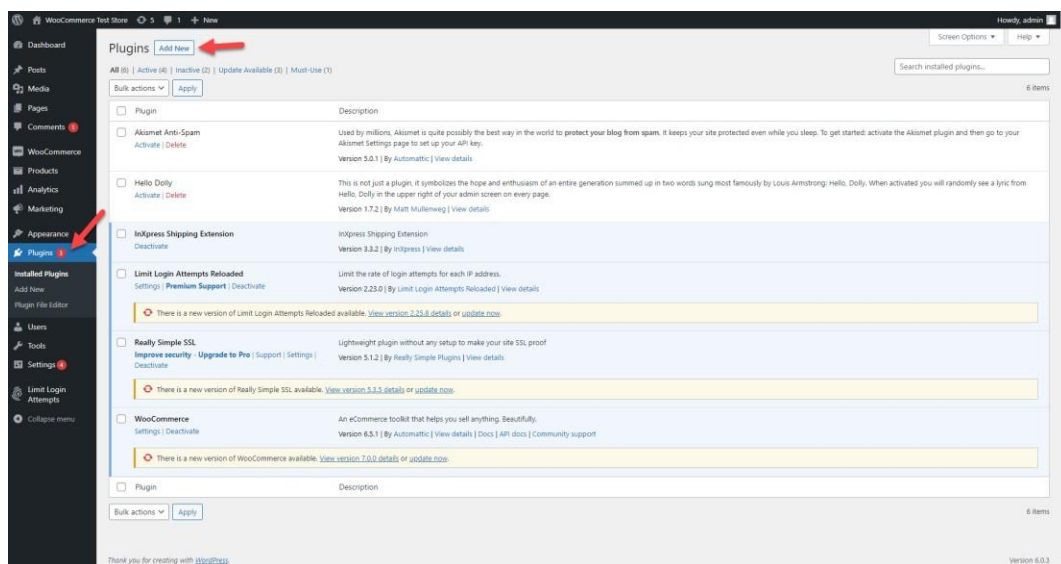 WooCommerce Test Store 5 1 + New Howdy, admin
Screen Options ▼ Help ▼
Dashboard
Posts
Media
Pages
Comments 1
WooCommerce
Products
Analytics
Marketing
Appearance
Plugins 3
Installed Plugins
Add New
Plugin File Editor
Users
Tools
Settings 4
Limit Login
Attempts
Collapse menu
Plugins Add New
All (6) | Active (4) | Inactive (2) | Update Available (3) | Must-Use (1)
Search installed plugins...
Bulk actions Apply 6 items
Plugin Description
Akismet Anti-Spam
Activate | Delete
Used by millions, Akismet is quite possibly the best way in the world to protect your blog from spam. It keeps your site protected even while you sleep. To get started: activate the Akismet plugin and then go to your
Akismet Settings page to set up your API key.
Version 5.0.1 | By Automattic | View details
Hello Dolly
Activate | Delete
This is not just a plugin, it symbolizes the hope and enthusiasm of an entire generation summed up in two words sung most famously by Louis Armstrong: Hello, Dolly. When activated you will randomly see a lyric from
Hello, Dolly in the upper right of your admin screen on every page.
Version 1.7.2 | By Matt Mullenweg | View details
InXpress Shipping Extension
Deactivate
InXpress Shipping Extension
Version 3.3.2 | By InXpress | View details
Limit Login Attempts Reloaded
Settings | Premium Support | Deactivate
Limit the rate of login attempts for each IP address.
Version 2.23.0 | By Limit Login Attempts Reloaded | View details
There is a new version of Limit Login Attempts Reloaded available. View version 2.25.8 details or update now.
Really Simple SSL
Improve security - Upgrade to Pro | Support | Settings |
Deactivate
Lightweight plugin without any setup to make your site SSL proof
Version 5.1.2 | By Really Simple Plugins | View details
There is a new version of Really Simple SSL available. View version 5.3.5 details or update now.
WooCommerce
Settings | Deactivate
An eCommerce toolkit that helps you sell anything. Beautifully.
Version 6.5.1 | By Automattic | View details | Docs | API docs | Community support
There is a new version of WooCommerce available. View version 7.0.0 details or update now.
Plugin Description
Bulk actions Apply 6 items
Thank you for creating with WordPress. Version 6.0.3